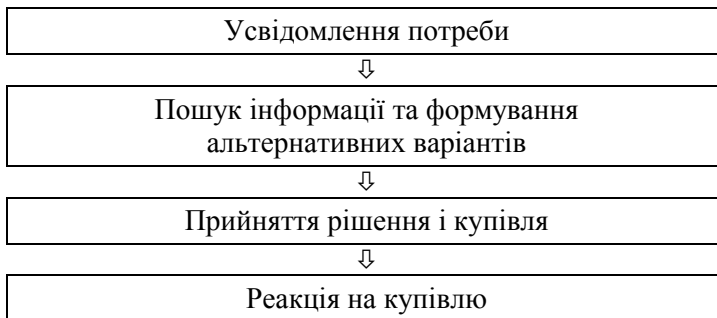 Усвідомлення потреби
⇩
Пошук інформації та формування
альтернативних варіантів
⇩
Прийняття рішення і купівля
⇩
Реакція на купівлю